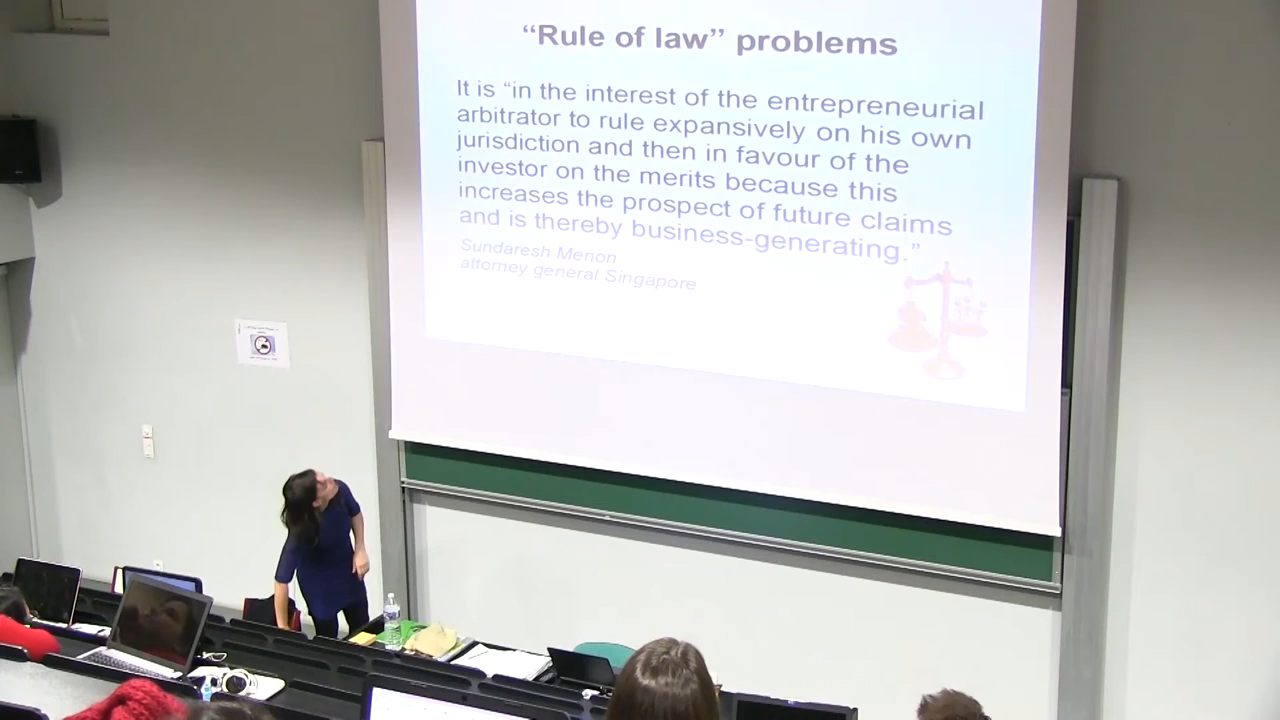 “Rule of law” problems
It is “in the interest of the entrepreneurial
arbitrator to rule expansively on his own
jurisdiction and then in favour of the
investor on the merits because this
increases the prospect of future claims
and is thereby business-generating.”
Sundaresh Menon
attorney general Singapore